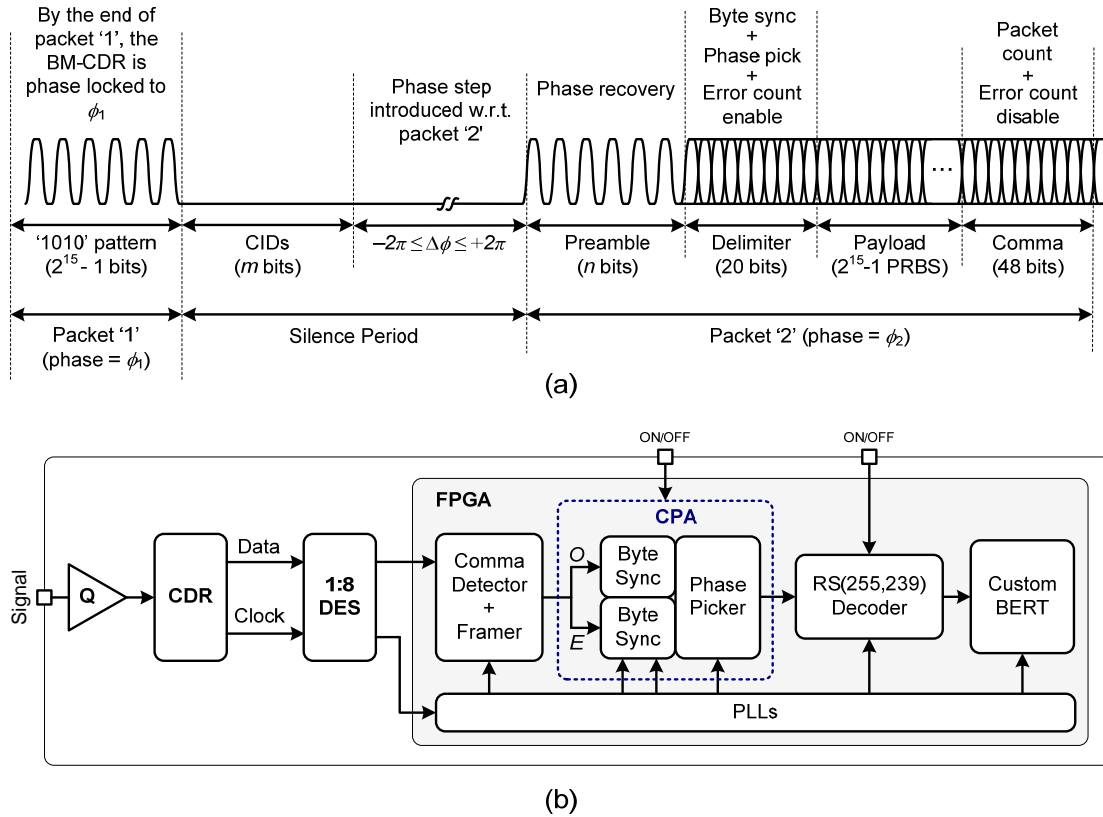 By the end of
packet ‘1’, the
BM-CDR is
phase locked to
ϕ1
Phase step
introduced w.r.t.
packet ‘2’
Phase recovery
Byte sync
+
Phase pick
+
Error count
enable
Packet
count
+
Error count
disable
...
‘1010’ pattern
(2^15 - 1 bits)
CIDs
(m bits)
−2π ≤ Δϕ ≤ +2π
Preamble
(n bits)
Delimiter
(20 bits)
Payload
(2^15-1 PRBS)
Comma
(48 bits)
Packet ‘1’
(phase = ϕ1)
Silence Period
Packet ‘2’ (phase = ϕ2)
(a)
ON/OFF
ON/OFF
FPGA
CPA
Signal
Q
CDR
Data
Clock
1:8
DES
Comma
Detector
+
Framer
O
E
Byte
Sync
Byte
Sync
Phase
Picker
RS(255,239)
Decoder
Custom
BERT
PLLs
(b)